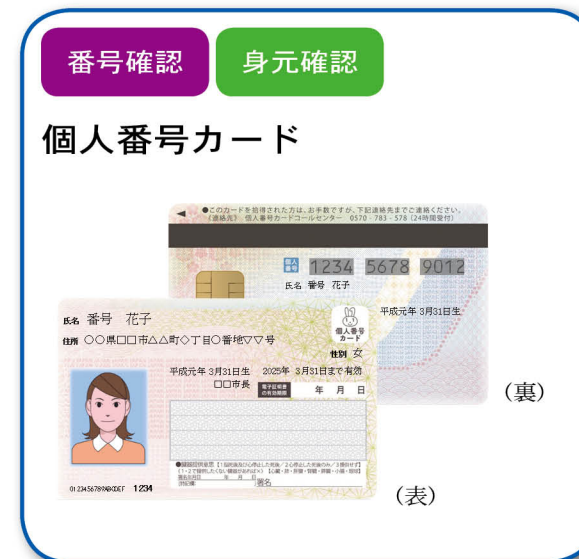 番号確認 身元確認
個人番号カード
●このカードを拾得された方は、お手数ですが、下記連絡先までご連絡ください。
《連絡先》 個人番号カードコールセンター 0570-783-578 (24時間受付)
個人番号 1234 5678 9012
氏名 番号 花子
平成元年 3月31日生
(裏)
氏名 番号 花子
個人番号カード
住所 ○○県□□市△△町◇丁目○番地▽▽号
性別 女
平成元年 3月31日生 2025年 3月31日まで有効
□□市長 電子証明書の有効期限 年 月 日
署名年月日 年 月 日
署名
1234
(表)